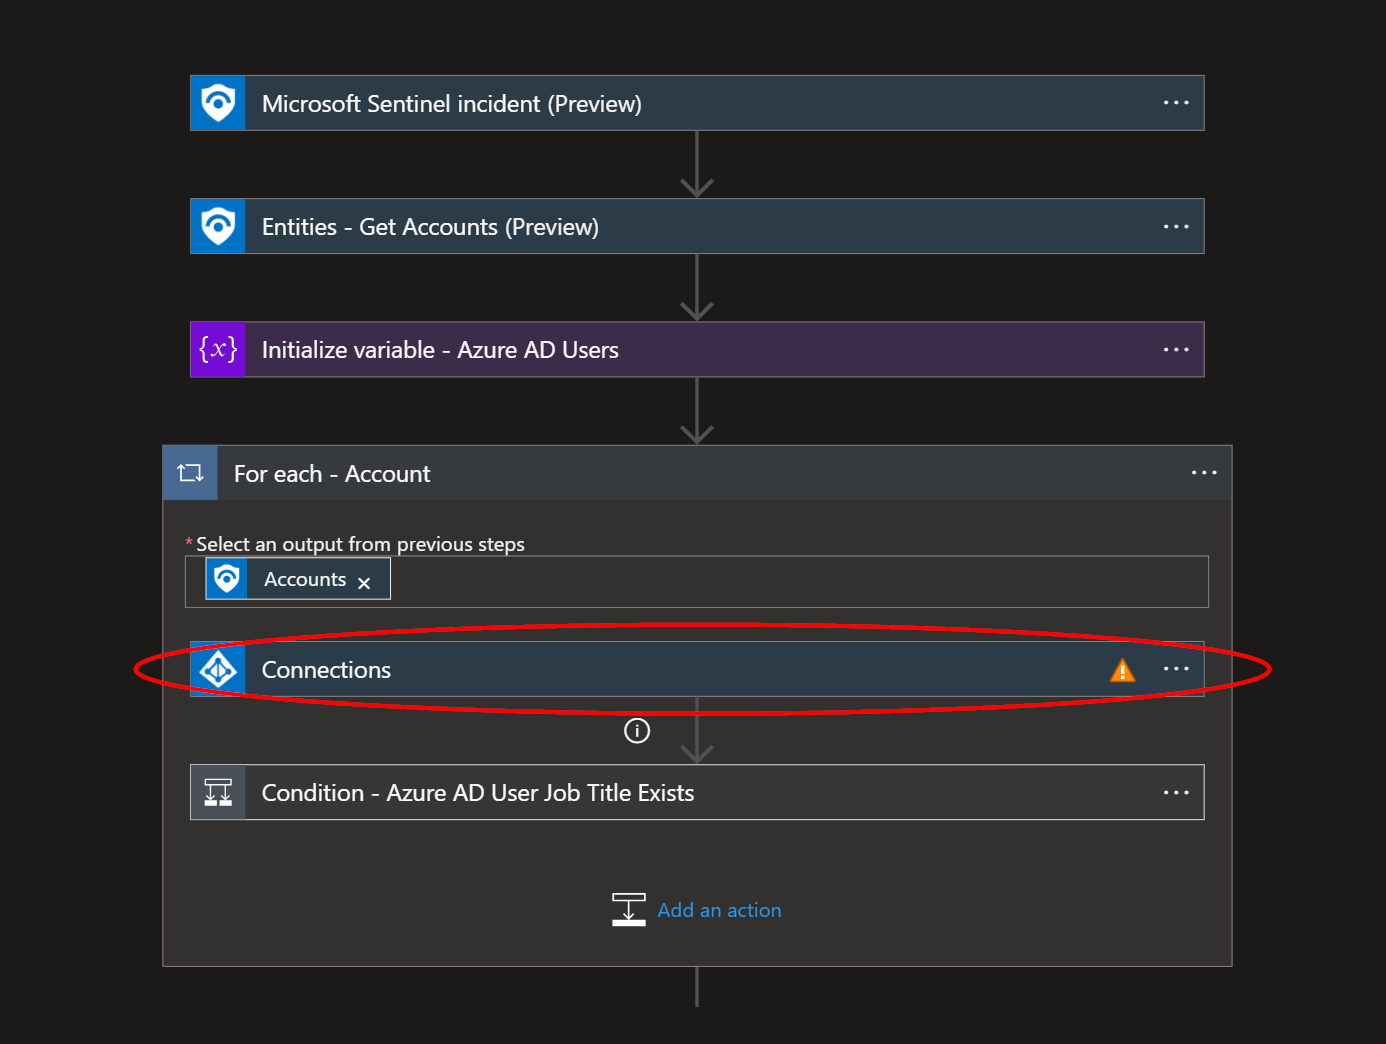 Microsoft Sentinel incident (Preview)
Entities - Get Accounts (Preview)
{x} Initialize variable - Azure AD Users
For each - Account
* Select an output from previous steps
Accounts ×
Connections
Condition - Azure AD User Job Title Exists
Add an action